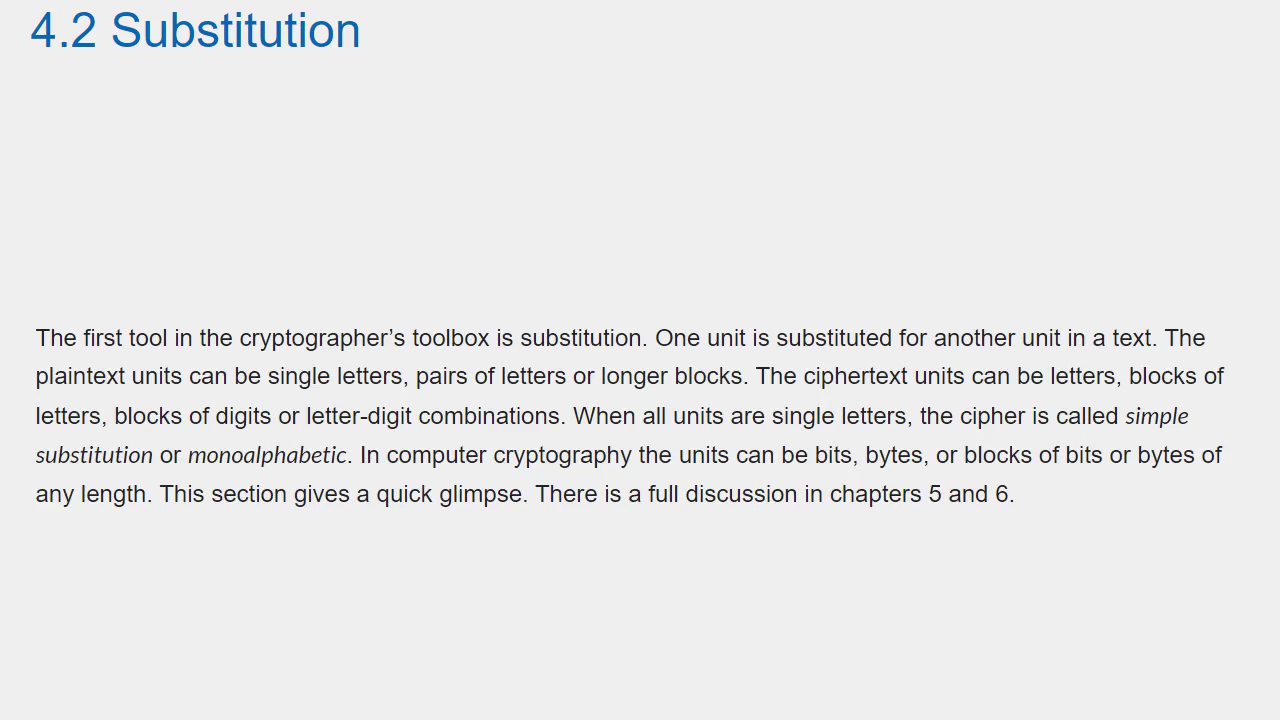 4.2 Substitution
The first tool in the cryptographer’s toolbox is substitution. One unit is substituted for another unit in a text. The
plaintext units can be single letters, pairs of letters or longer blocks. The ciphertext units can be letters, blocks of
letters, blocks of digits or letter-digit combinations. When all units are single letters, the cipher is called simple
substitution or monoalphabetic. In computer cryptography the units can be bits, bytes, or blocks of bits or bytes of
any length. This section gives a quick glimpse. There is a full discussion in chapters 5 and 6.